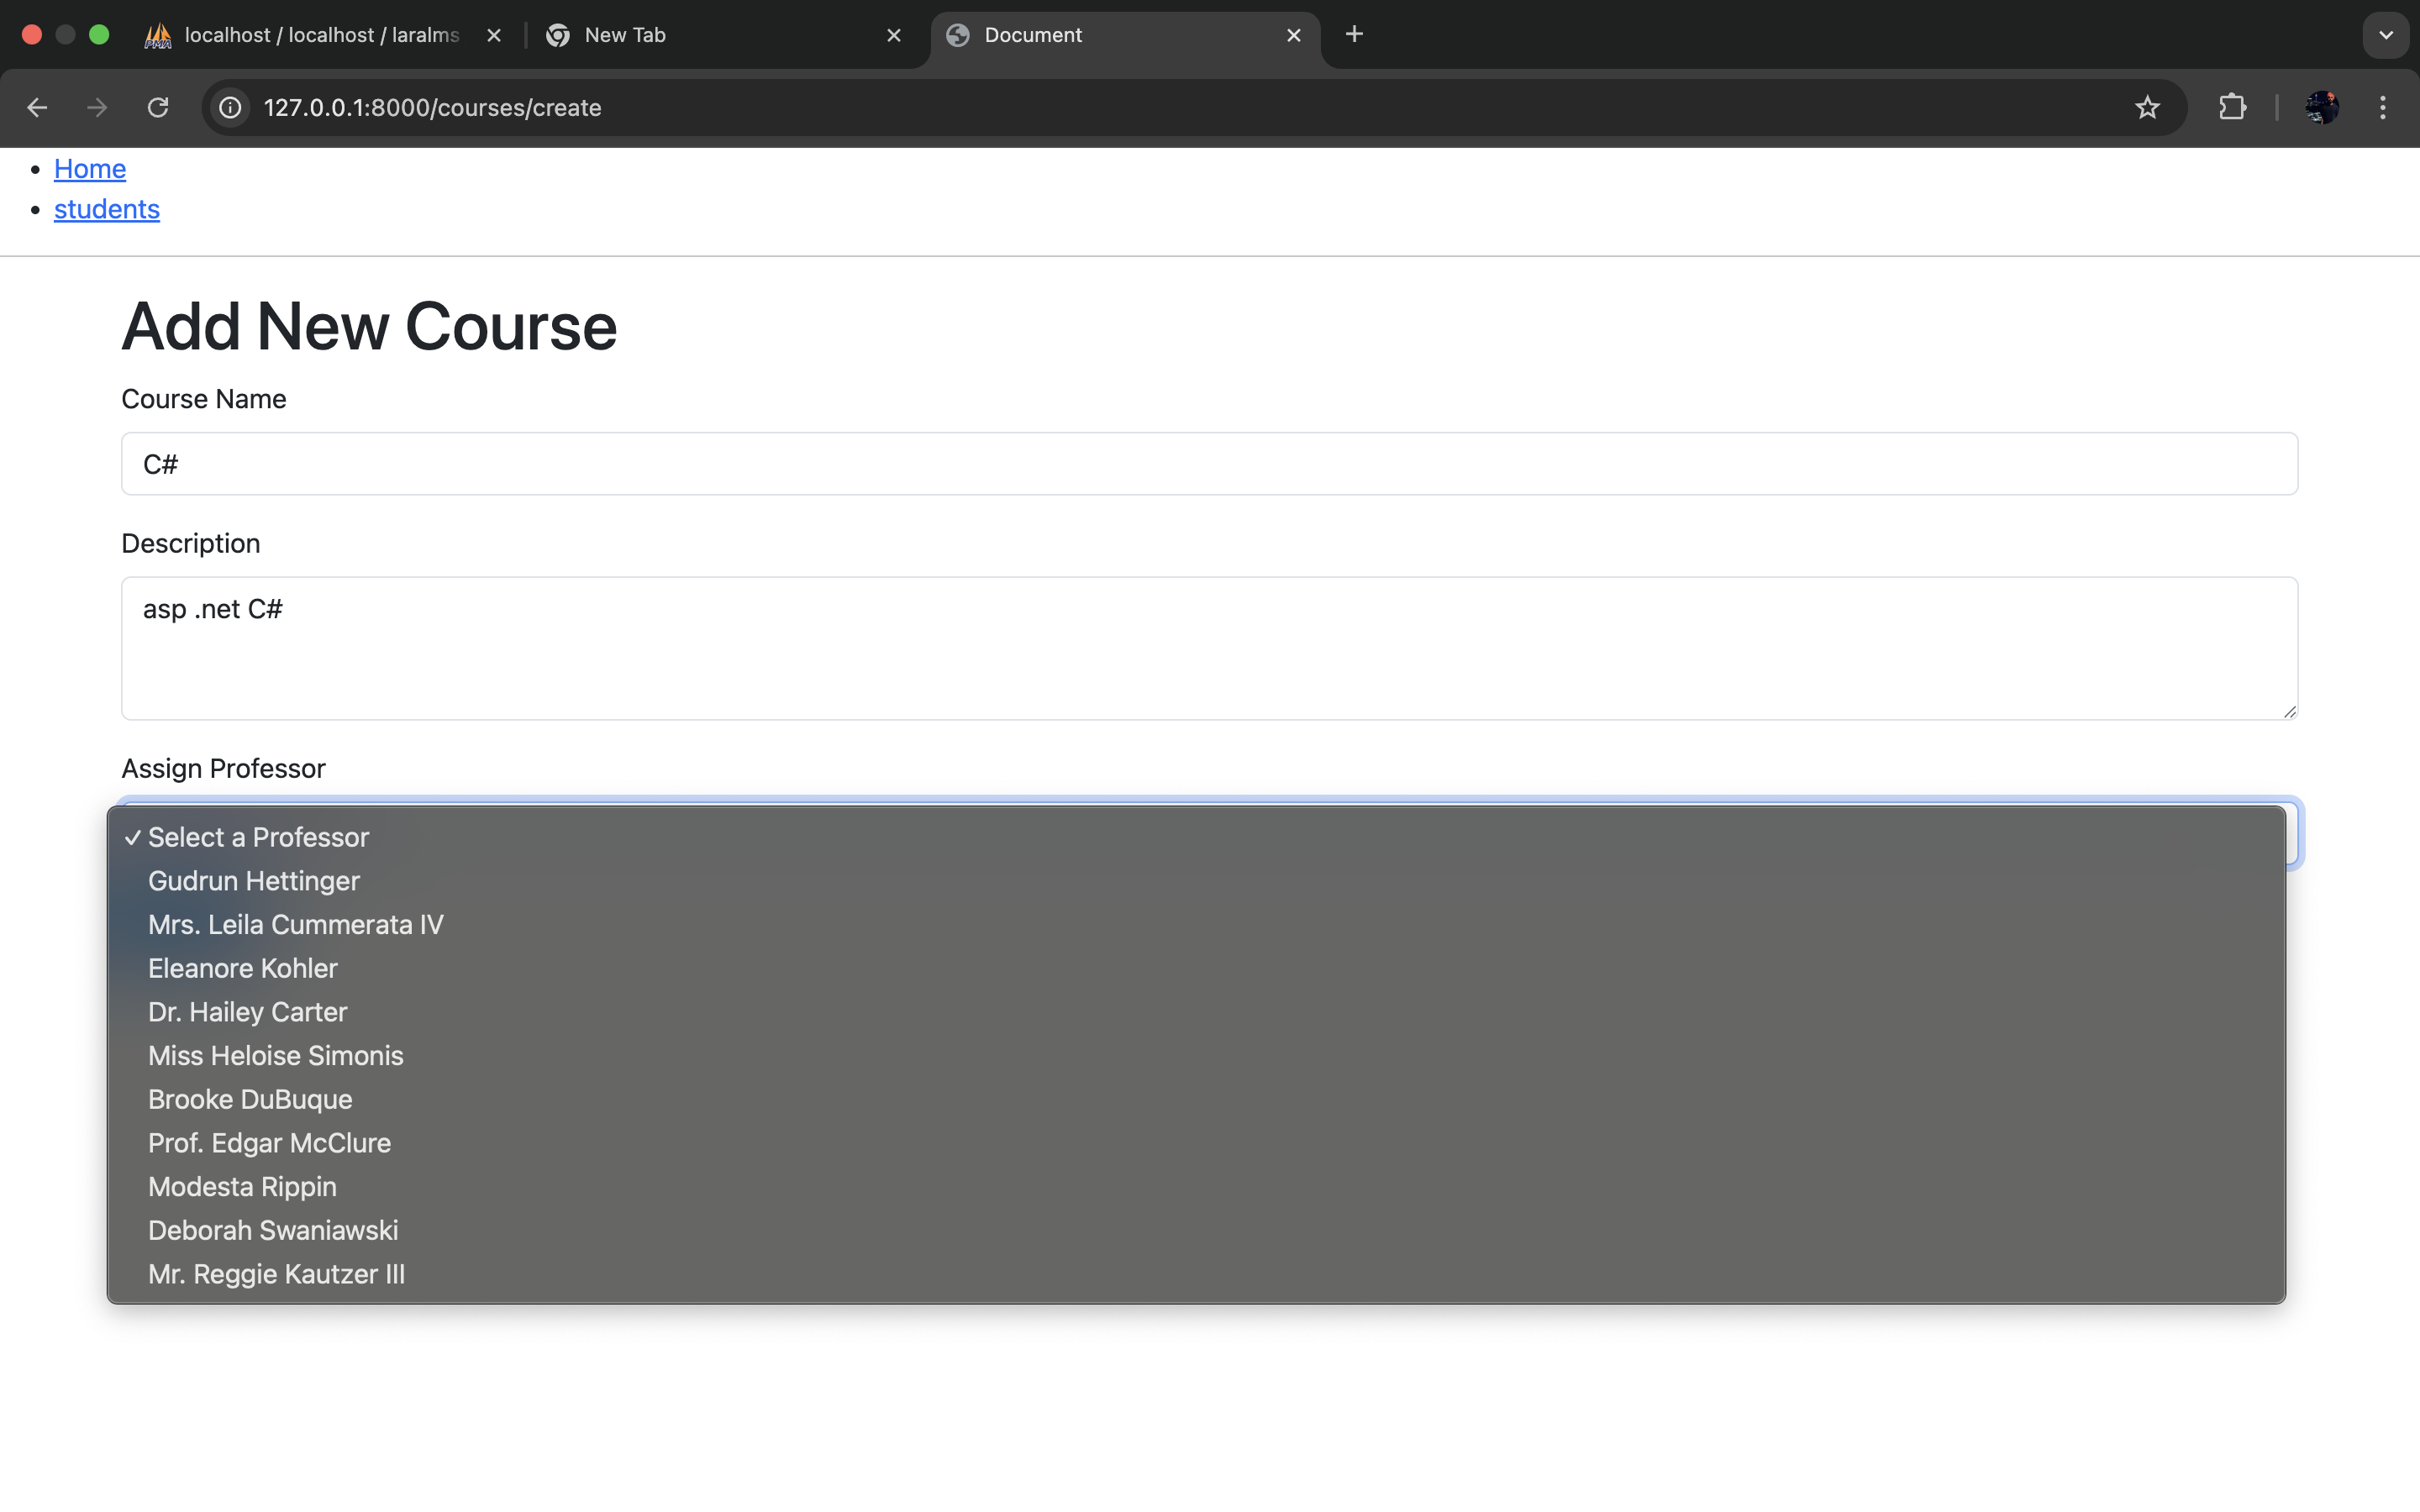 localhost / localhost / laralms
New Tab
Document
127.0.0.1:8000/courses/create
Home
students
Add New Course
Course Name
C#
Description
asp .net C#
Assign Professor
Select a Professor
Gudrun Hettinger
Mrs. Leila Cummerata IV
Eleanore Kohler
Dr. Hailey Carter
Miss Heloise Simonis
Brooke DuBuque
Prof. Edgar McClure
Modesta Rippin
Deborah Swaniawski
Mr. Reggie Kautzer III